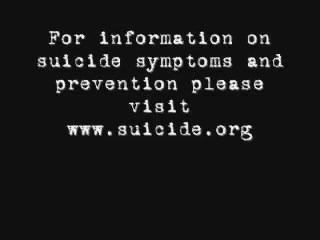 For information on
suicide symptoms and
prevention please
visit
www.suicide.org